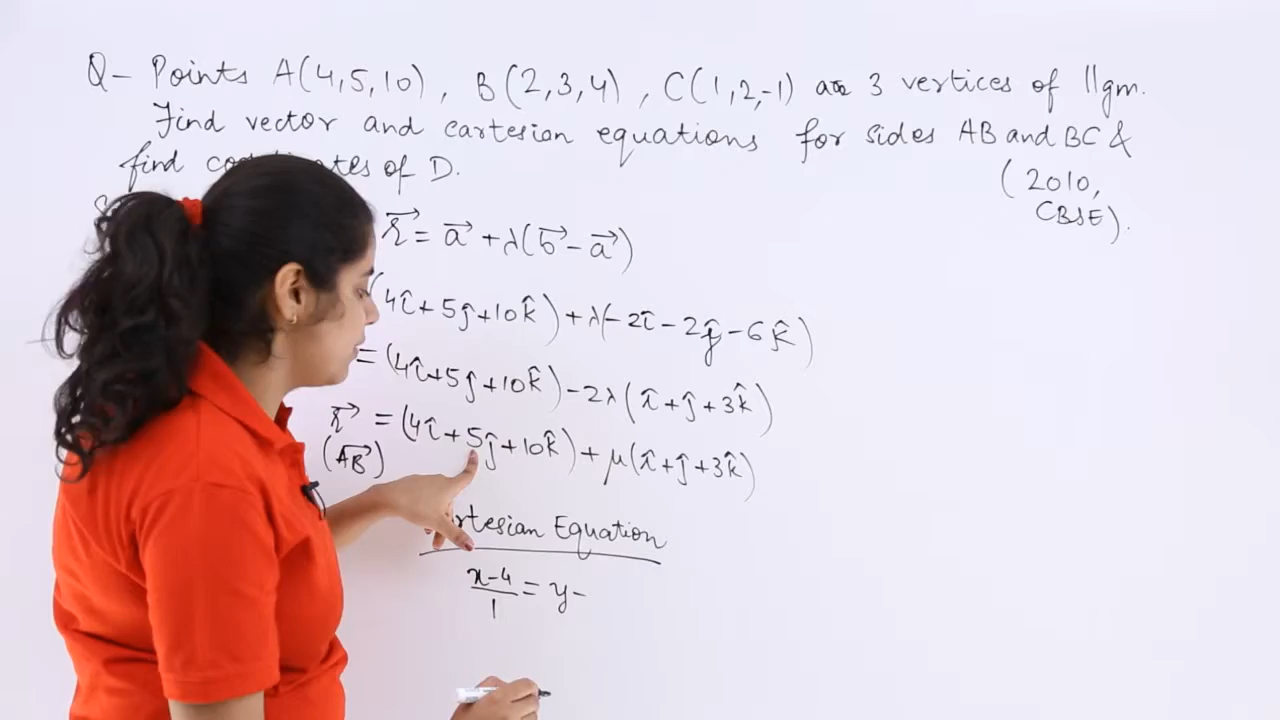 Q- Points A(4,5,10), B(2,3,4), C(1,2,-1) are 3 vertices of ||gm.
Find vector and cartesian equations for sides AB and BC &
find coordinates of D.
(2010,
CBSE).
r⃗ = a⃗ + λ(b⃗ - a⃗)
(4î + 5ĵ + 10k̂) + λ(-2î - 2ĵ - 6k̂)
= (4î + 5ĵ + 10k̂) - 2λ(î + ĵ + 3k̂)
r⃗ = (4î + 5ĵ + 10k̂) + μ(î + ĵ + 3k̂)
(AB⃗)
Cartesian Equation
(x-4)/1 = y-